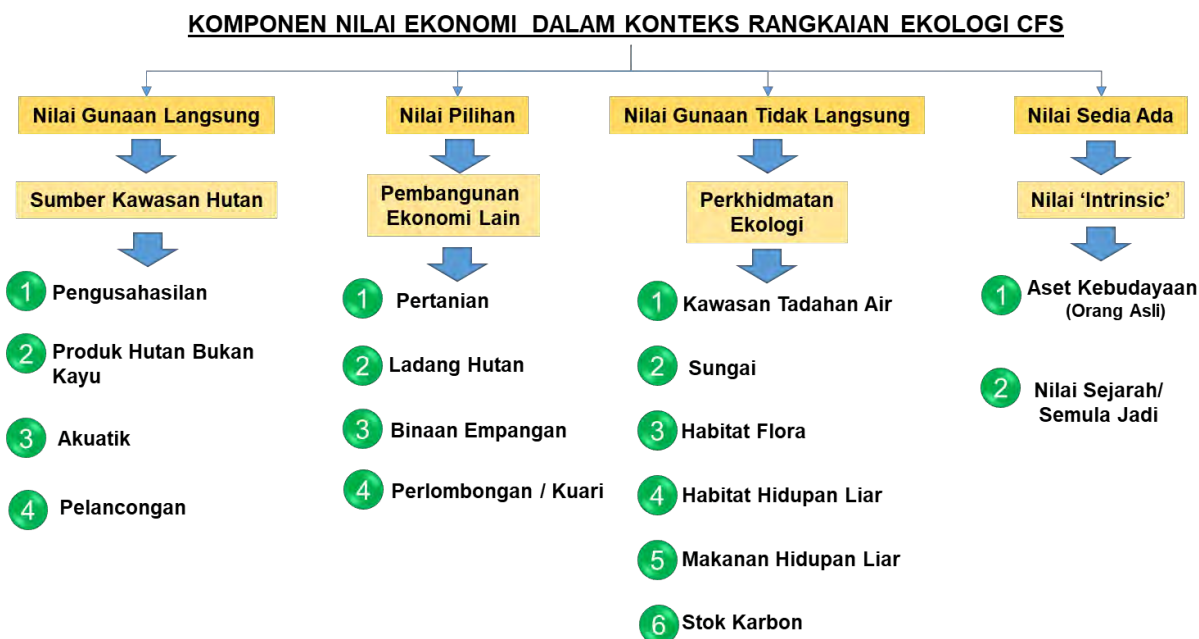 KOMPONEN NILAI EKONOMI DALAM KONTEKS RANGKAIAN EKOLOGI CFS
Nilai Gunaan Langsung
Sumber Kawasan Hutan
1 Pengusahasilan
2 Produk Hutan Bukan
Kayu
3 Akuatik
4 Pelancongan
Nilai Pilihan
Pembangunan
Ekonomi Lain
1 Pertanian
2 Ladang Hutan
3 Binaan Empangan
4 Perlombongan / Kuari
Nilai Gunaan Tidak Langsung
Perkhidmatan
Ekologi
1 Kawasan Tadahan Air
2 Sungai
3 Habitat Flora
4 Habitat Hidupan Liar
5 Makanan Hidupan Liar
6 Stok Karbon
Nilai Sedia Ada
Nilai ‘Intrinsic’
1 Aset Kebudayaan
(Orang Asli)
2 Nilai Sejarah/
Semula Jadi